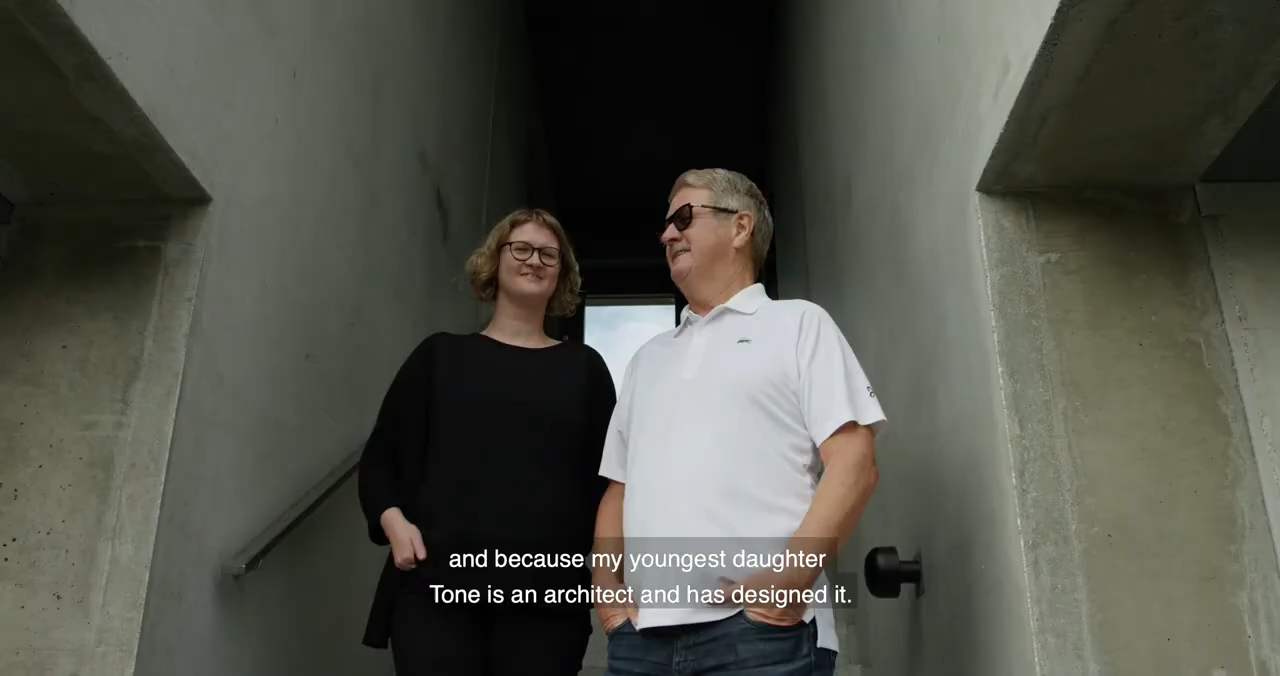 and because my youngest daughter
Tone is an architect and has designed it.